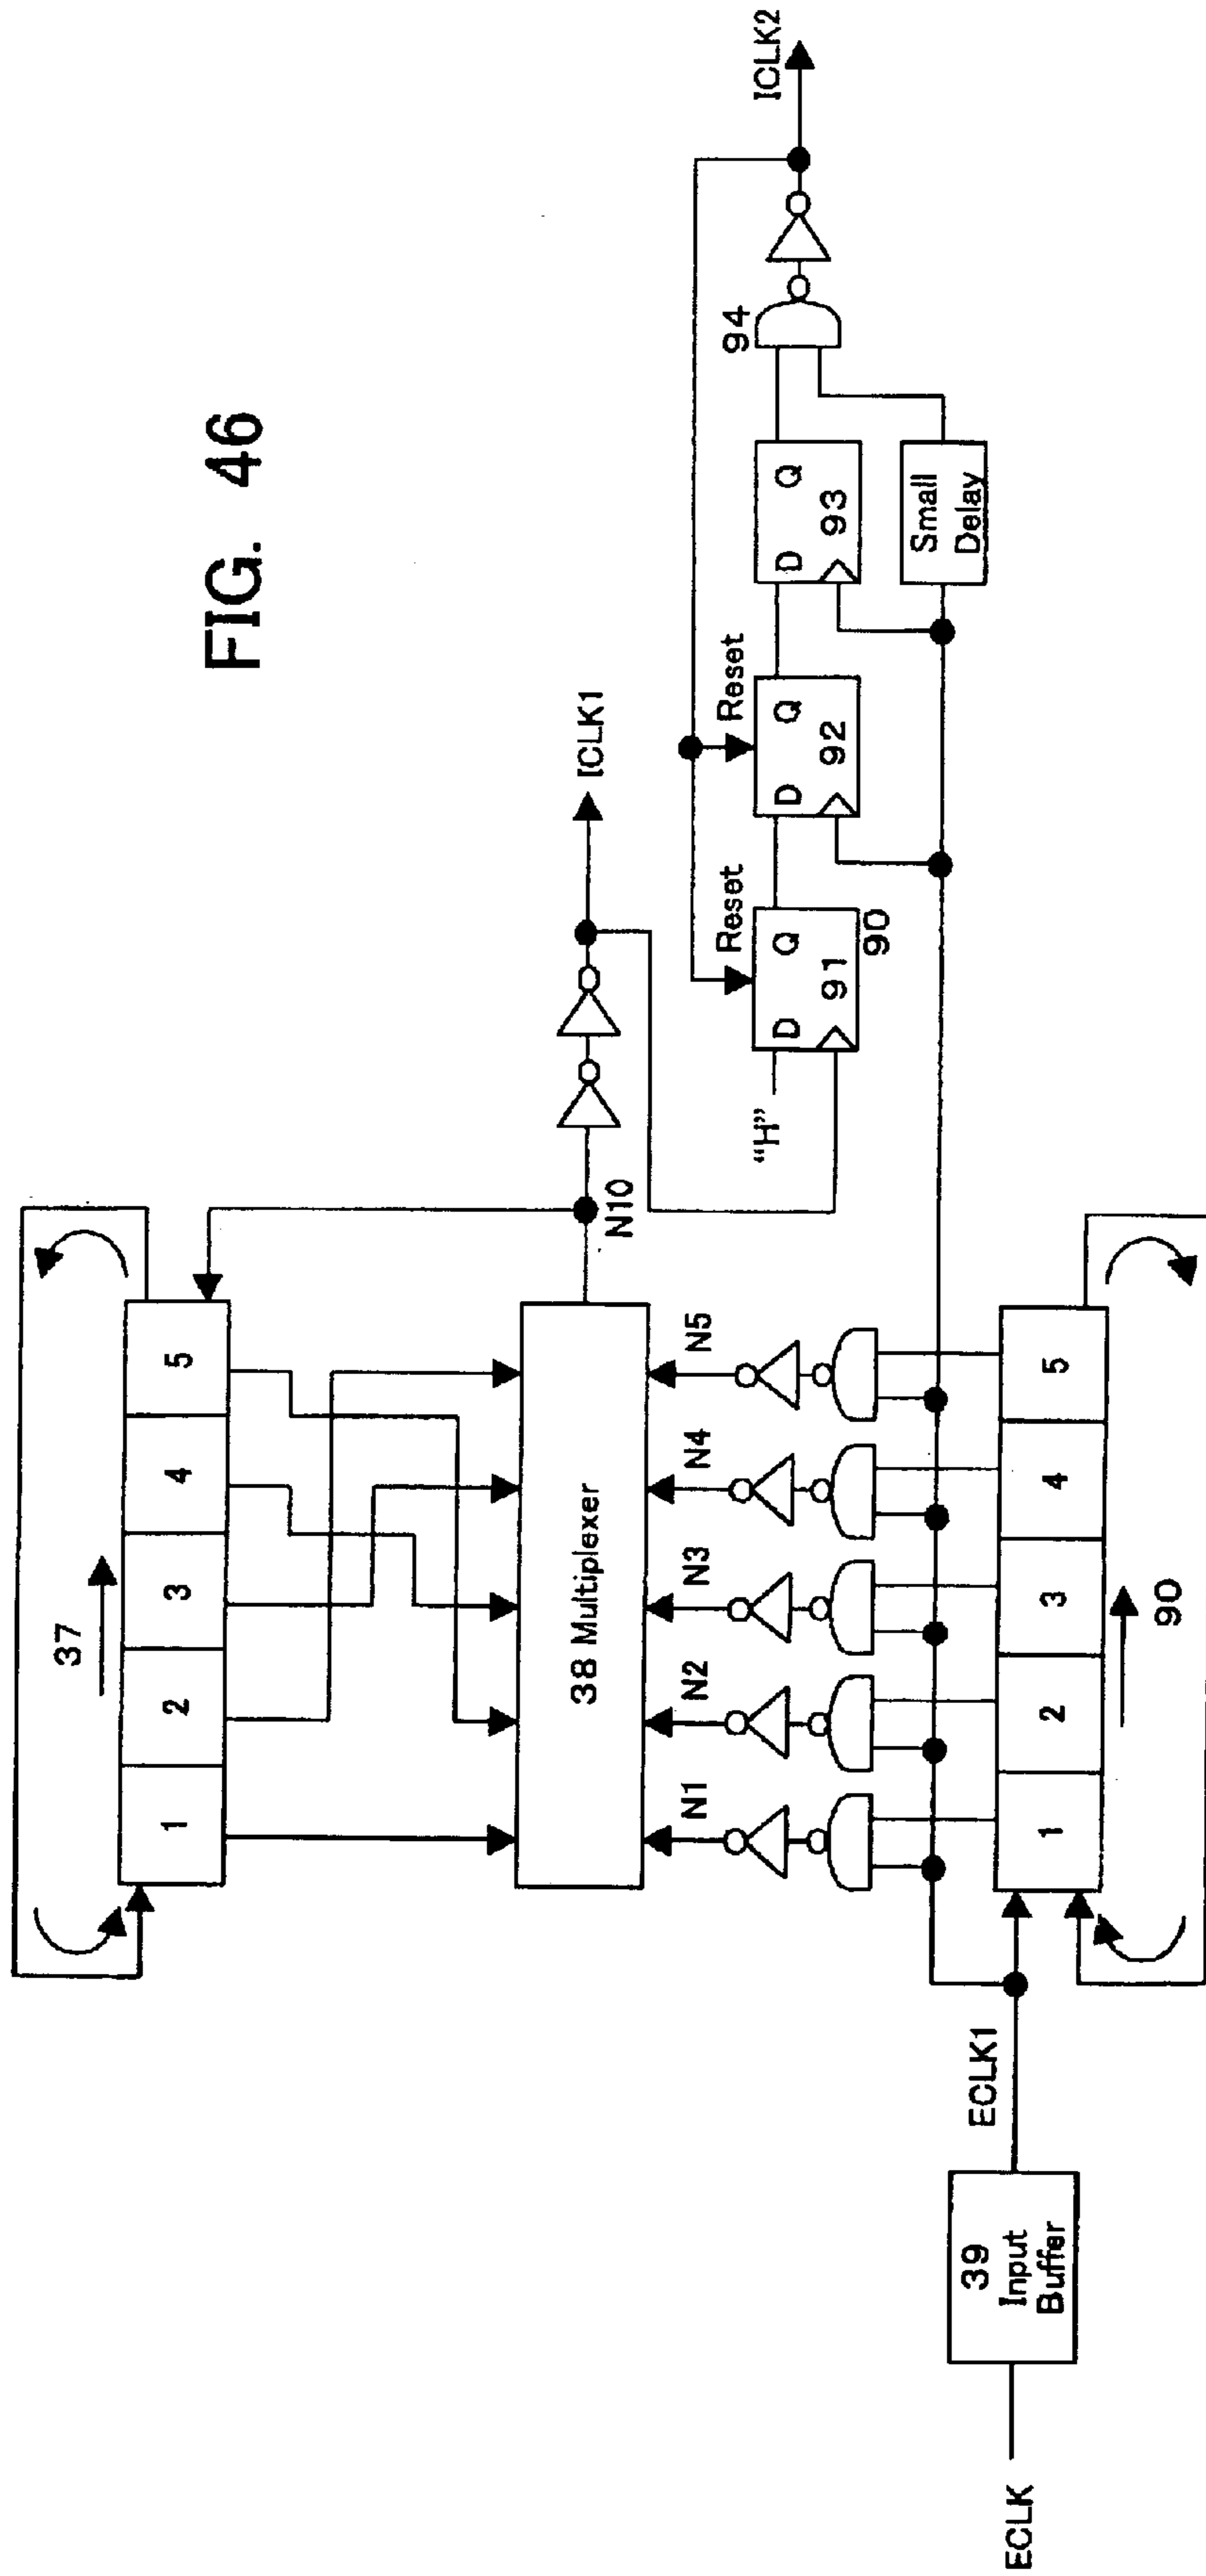 FIG. 46
37
1 2 3 4 5
N10
ICLK1
38 Multiplexer
N1 N2 N3 N4 N5
"H"
Reset
D Q
91
90
Reset
D Q
92
D Q
93
94
ICLK2
Small
Delay
ECLK
39
Input
Buffer
ECLK1
1 2 3 4 5
90